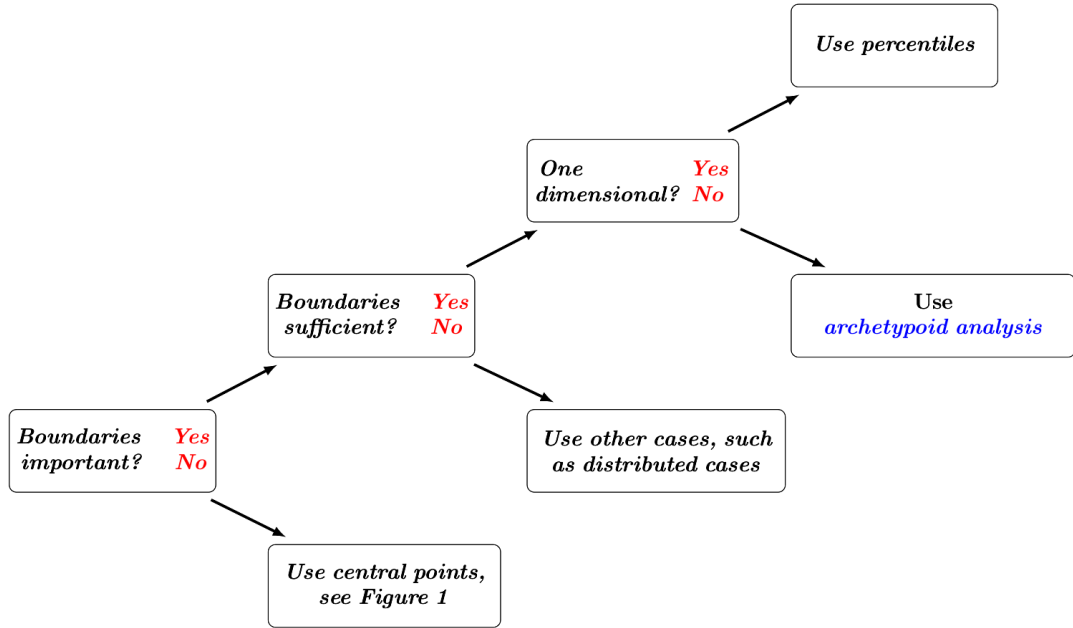 Use percentiles
One Yes
dimensional? No
Boundaries Yes
sufficient? No
Use
archetypoid analysis
Boundaries Yes
important? No
Use other cases, such
as distributed cases
Use central points,
see Figure 1